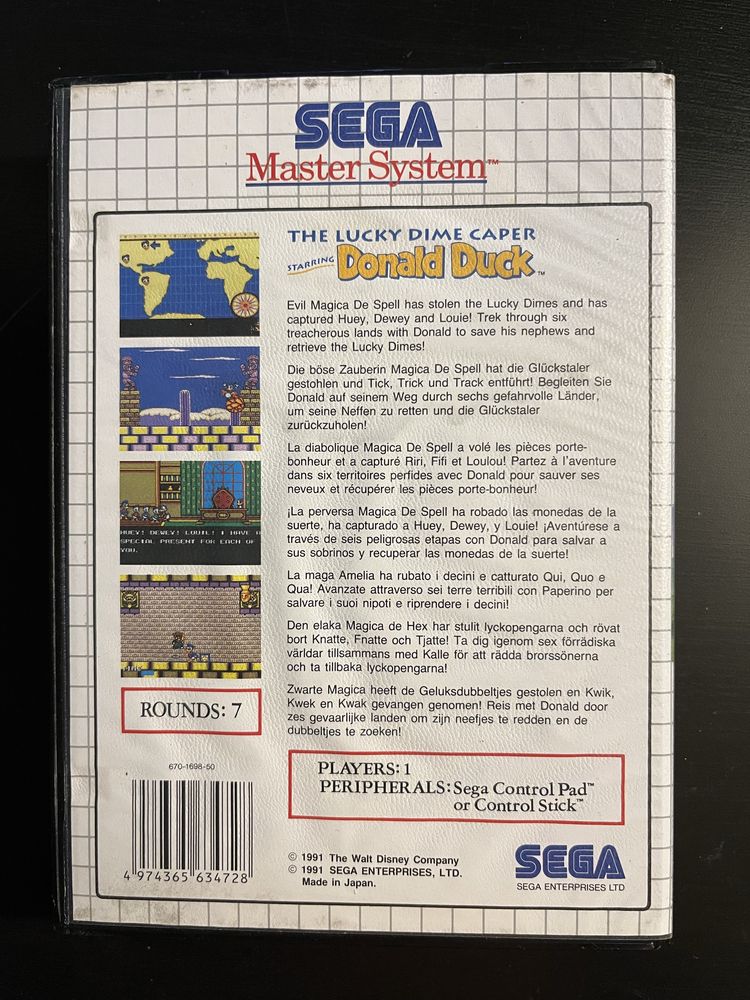 SEGA
Master System™
THE LUCKY DIME CAPER
STARRING Donald Duck™
Evil Magica De Spell has stolen the Lucky Dimes and has
captured Huey, Dewey and Louie! Trek through six
treacherous lands with Donald to save his nephews and
retrieve the Lucky Dimes!
Die böse Zauberin Magica De Spell hat die Glückstaler
gestohlen und Tick, Trick und Track entführt! Begleiten Sie
Donald auf seinem Weg durch sechs gefahrvolle Länder,
um seine Neffen zu retten und die Glückstaler
zurückzuholen!
La diabolique Magica De Spell a volé les pièces porte-
bonheur et a capturé Riri, Fifi et Loulou! Partez à l'aventure
dans six territoires perfides avec Donald pour sauver ses
neveux et récupérer les pièces porte-bonheur!
¡La perversa Magica De Spell ha robado las monedas de la
suerte, ha capturado a Huey, Dewey, y Louie! ¡Aventúrese a
través de seis peligrosas etapas con Donald para salvar a
sus sobrinos y recuperar las monedas de la suerte!
La maga Amelia ha rubato i decini e catturato Qui, Quo e
Qua! Avanzate attraverso sei terre terribili con Paperino per
salvare i suoi nipoti e riprendere i decini!
Den elaka Magica de Hex har stulit lyckopengarna och rövat
bort Knatte, Fnatte och Tjatte! Ta dig igenom sex förrädiska
världar tillsammans med Kalle för att rädda brorssönerna
och ta tillbaka lyckopengarna!
Zwarte Magica heeft de Geluksdubbeltjes gestolen en Kwik,
Kwek en Kwak gevangen genomen! Reis met Donald door
zes gevaarlijke landen om zijn neefjes te redden en de
dubbeltjes te zoeken!
HUEY! DEWEY! LOUIE! I HAVE A
SPECIAL PRESENT FOR EACH OF
YOU.
ROUNDS: 7
670-1698-50
4 974365 634728
PLAYERS: 1
PERIPHERALS: Sega Control Pad™
or Control Stick™
© 1991 The Walt Disney Company
© 1991 SEGA ENTERPRISES, LTD.
Made in Japan.
SEGA
SEGA ENTERPRISES LTD